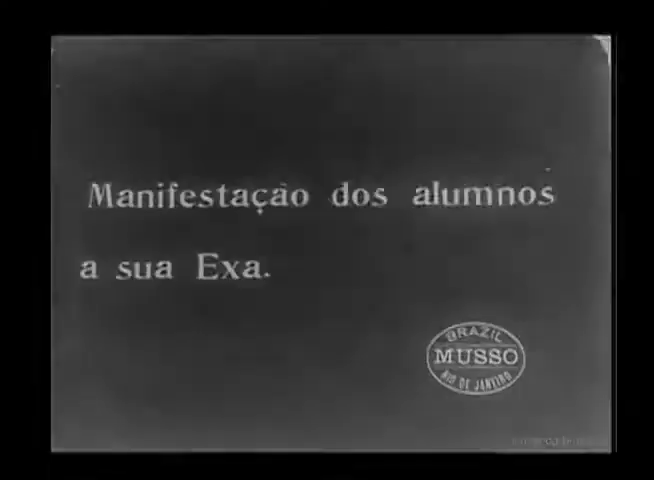 Manifestação dos alumnos
a sua Exa.
BRAZIL
MUSSO
RIO DE JANEIRO